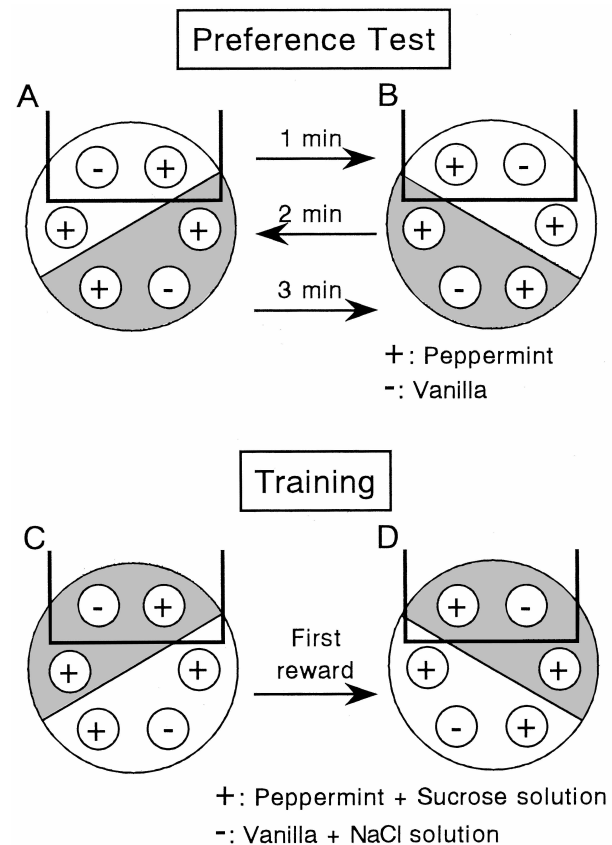 Preference Test
A
B
- +
1 min
+ -
+ +
2 min
+ +
+ -
3 min
- +
+: Peppermint
-: Vanilla
Training
C
D
- +
+ -
+ +
First
reward
+ +
+ -
- +
+: Peppermint + Sucrose solution
-: Vanilla + NaCl solution